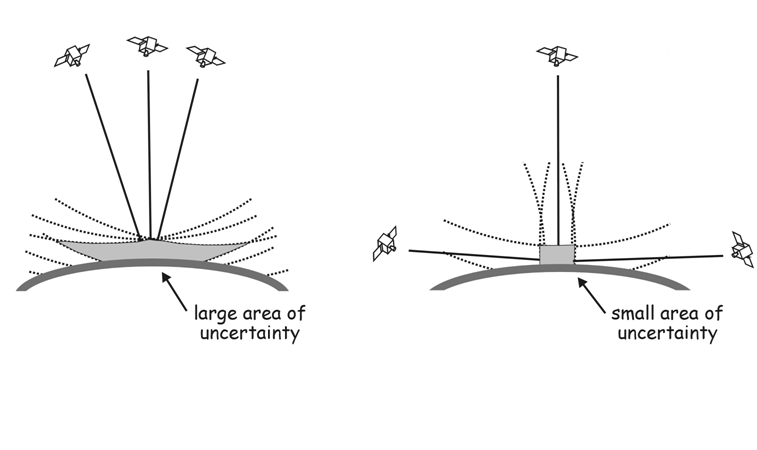 large area of
uncertainty
small area of
uncertainty